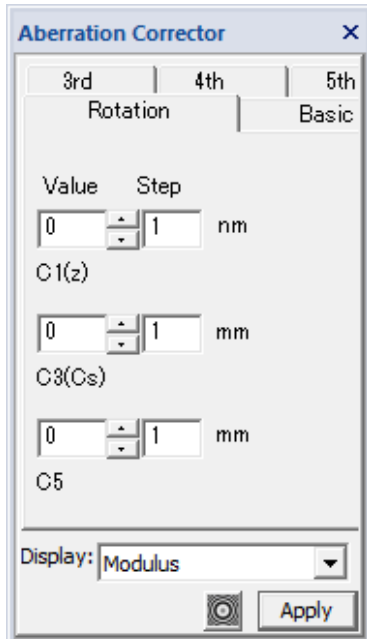 Aberration Corrector ×
3rd 4th 5th
Rotation Basic
Value Step
0 1 nm
C1(z)
0 1 mm
C3(Cs)
0 1 mm
C5
Display: Modulus
Apply